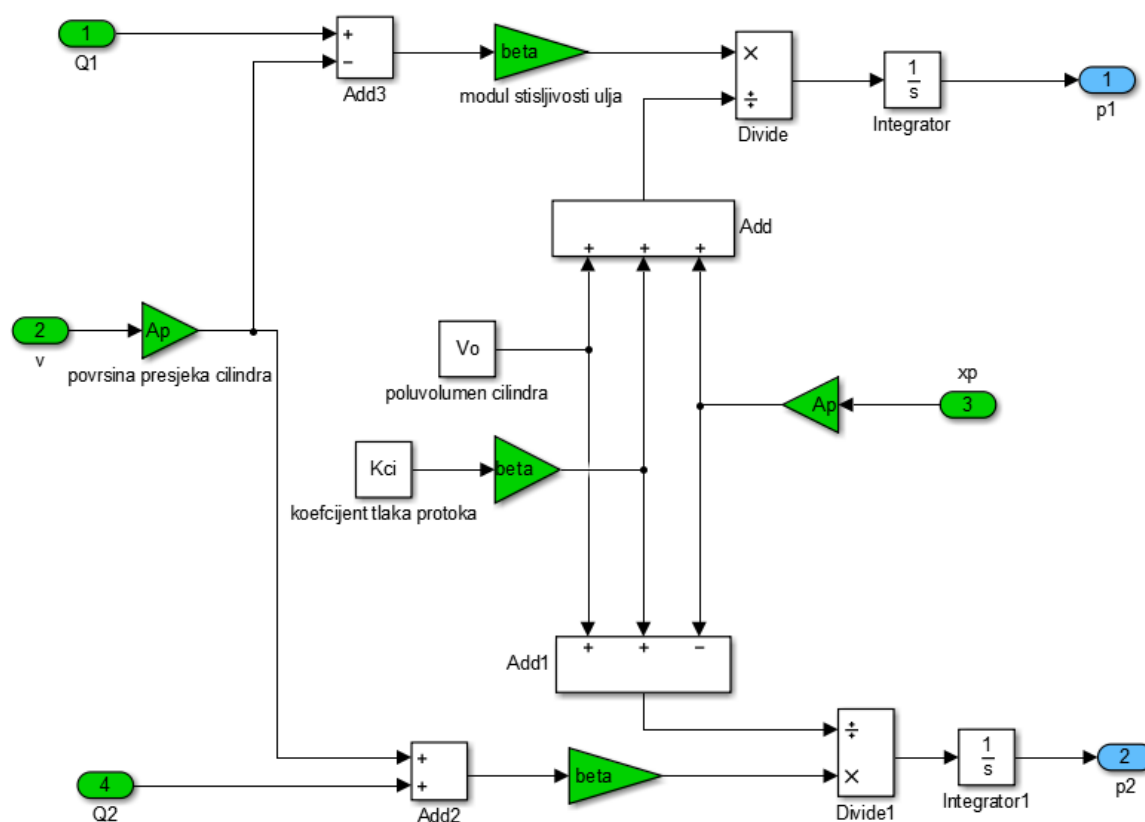 1
Q1
+
−
Add3
beta
modul stisljivosti ulja
×
÷
Divide
1
s
Integrator
1
p1
Add
+ + +
2
v
Ap
povrsina presjeka cilindra
Vo
poluvolumen cilindra
xp
3
Ap
Kci
beta
koefcijent tlaka protoka
Add1
+ + −
4
Q2
+
+
Add2
beta
÷
×
Divide1
1
s
Integrator1
2
p2